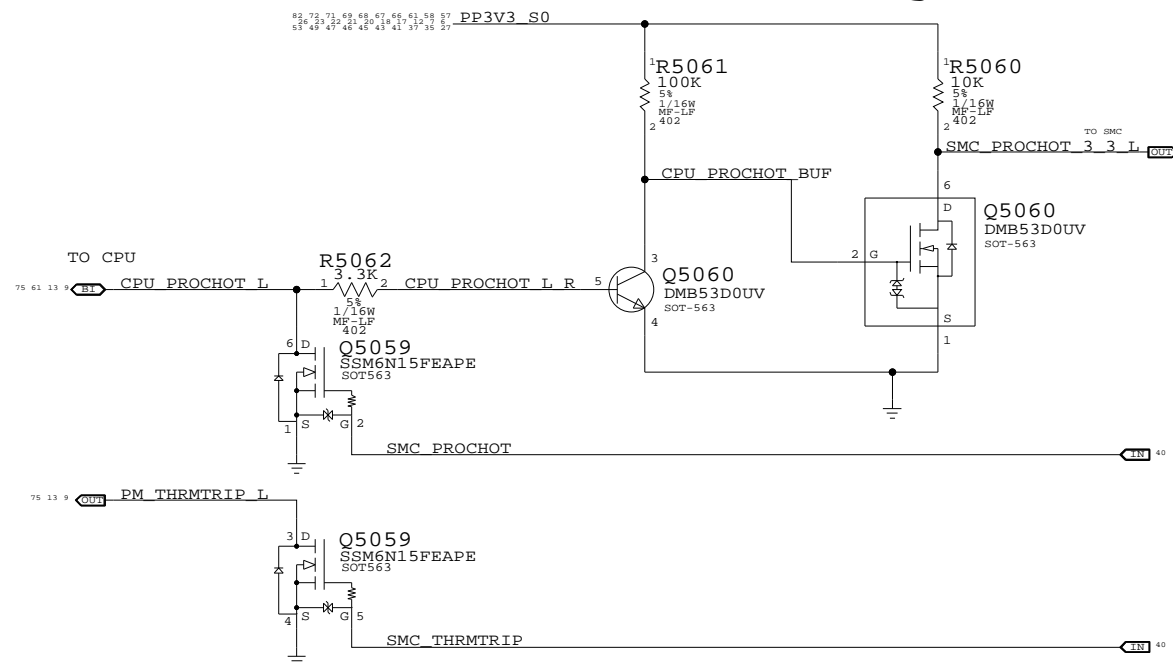 82 72 71 69 68 67 66 61 58 57
26 23 22 21 20 18 17 12 7 6
53 49 47 46 45 43 41 37 35 27
PP3V3_S0
1
R5061
100K
5%
1/16W
MF-LF
402
2
1
R5060
10K
5%
1/16W
MF-LF
402
2
TO SMC
SMC_PROCHOT_3_3_L
OUT
CPU_PROCHOT_BUF
6
D
Q5060
DMB53D0UV
SOT-563
2
G
S
1
TO CPU
75 61 13 9
BI
CPU_PROCHOT_L
R5062
3.3K
1
2
5%
1/16W
MF-LF
402
CPU_PROCHOT_L_R
5
3
Q5060
DMB53D0UV
SOT-563
4
6 D
Q5059
SSM6N15FEAPE
SOT563
1
S
G 2
SMC_PROCHOT
IN
40
75 13 9
OUT
PM_THRMTRIP_L
3 D
Q5059
SSM6N15FEAPE
SOT563
4
S
G 5
SMC_THRMTRIP
IN
40